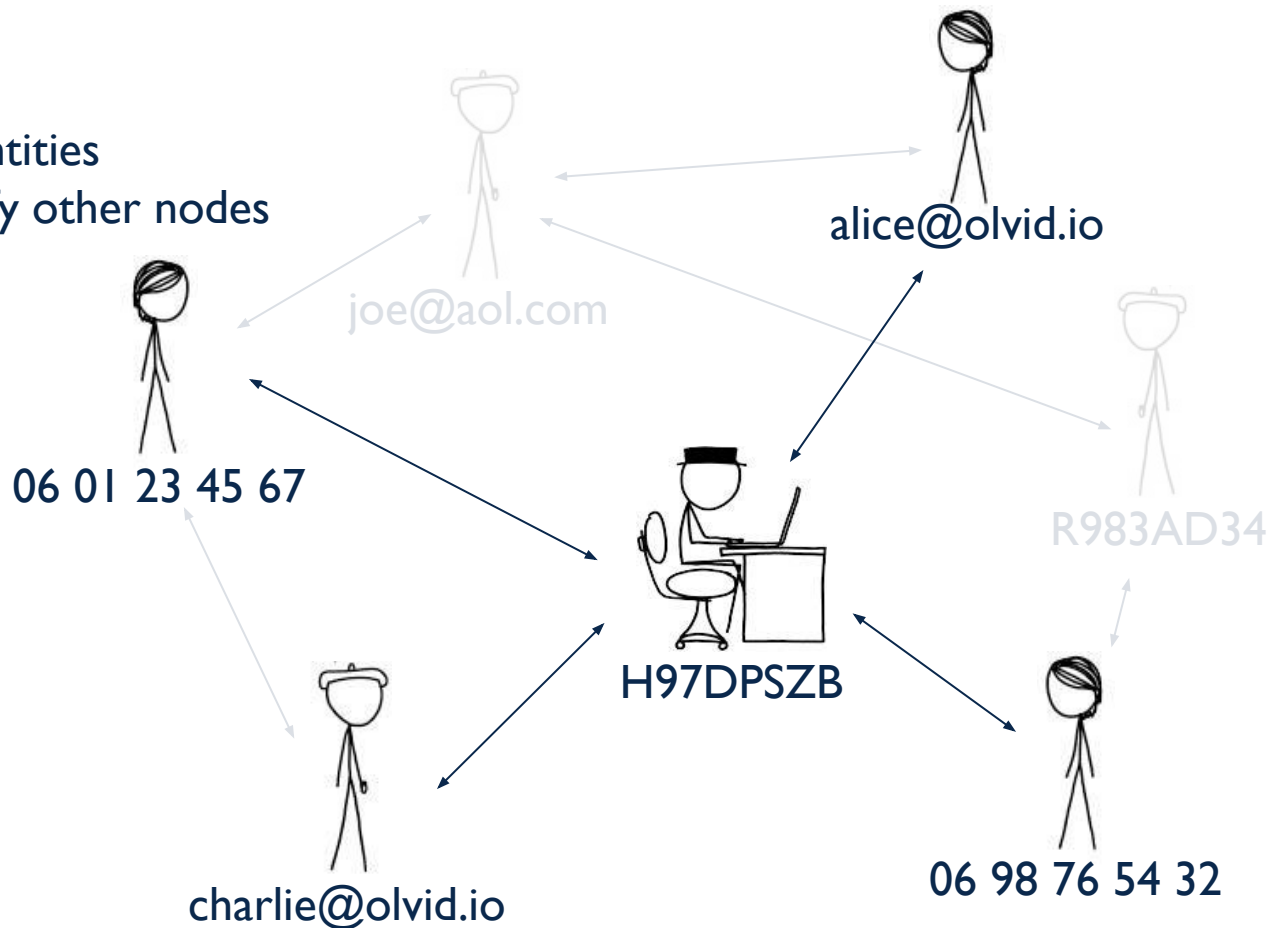 ntities
y other nodes
alice@olvid.io
joe@aol.com
06 01 23 45 67
R983AD34
H97DPSZB
06 98 76 54 32
charlie@olvid.io